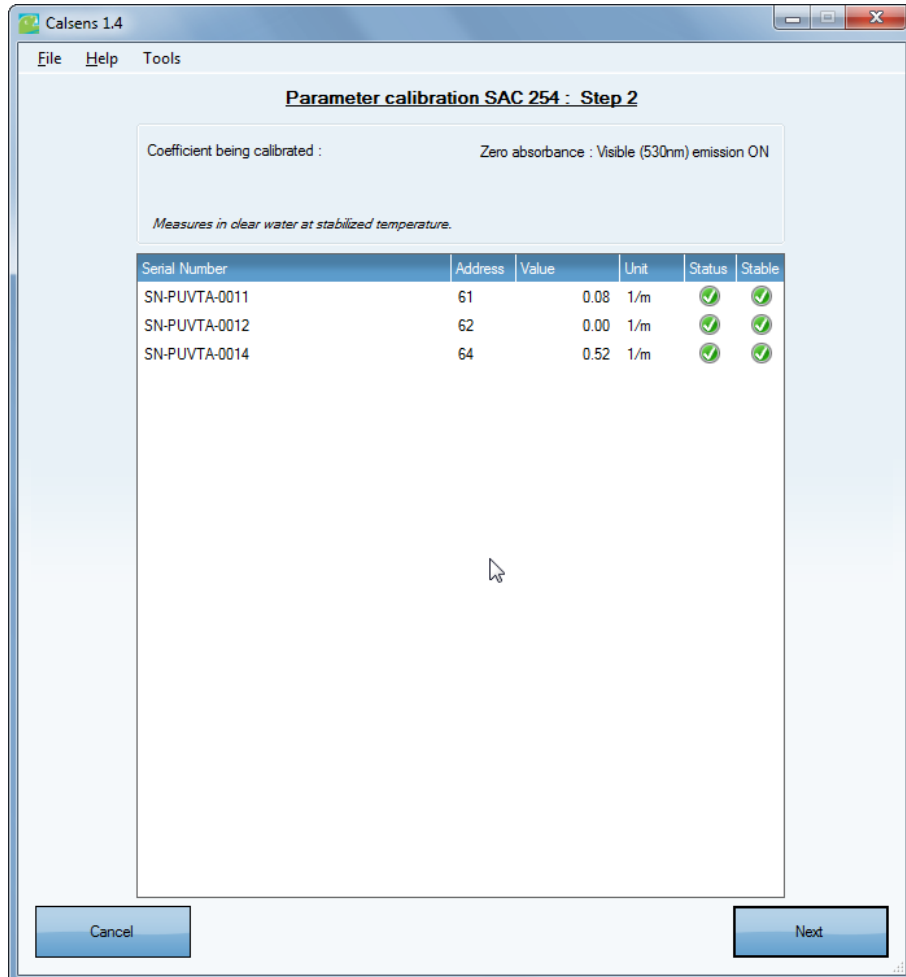 Calsens 1.4
File Help Tools
Parameter calibration SAC 254 : Step 2
Coefficient being calibrated : Zero absorbance : Visible (530nm) emission ON
Measures in clear water at stabilized temperature.
Serial Number Address Value Unit Status Stable
SN-PUVTA-0011 61 0.08 1/m
SN-PUVTA-0012 62 0.00 1/m
SN-PUVTA-0014 64 0.52 1/m
Cancel Next